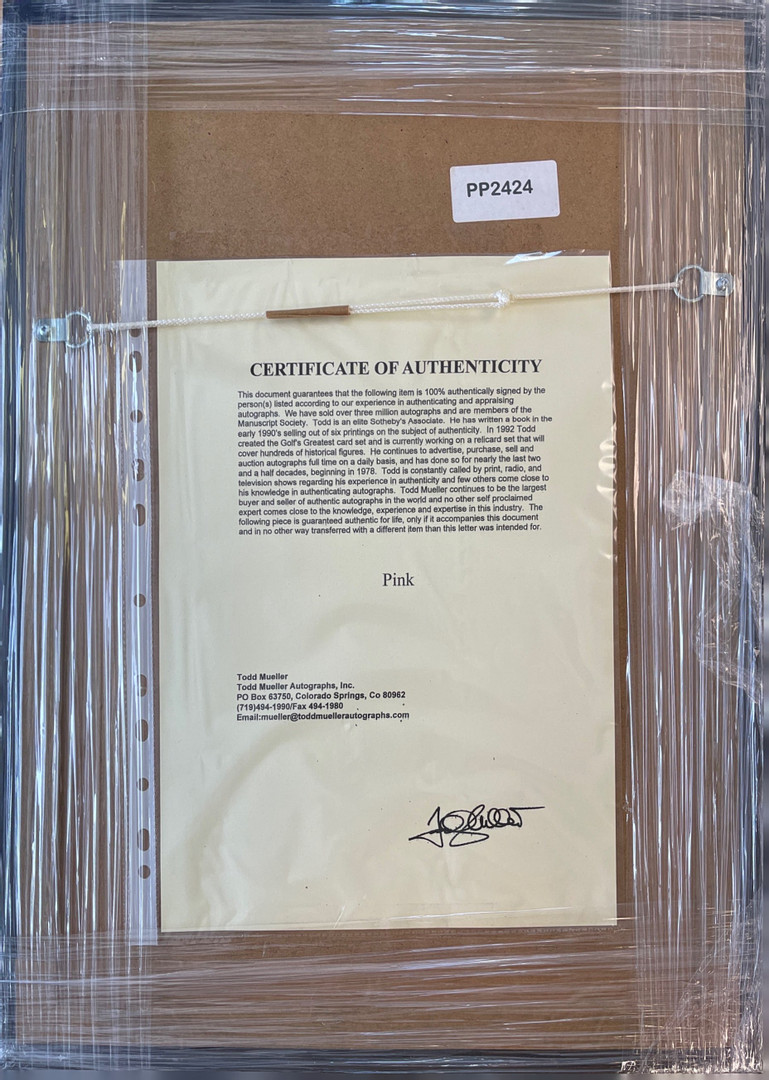 PP2424
CERTIFICATE OF AUTHENTICITY
This document guarantees that the following item is 100% authentically signed by the
person(s) listed according to our experience in authenticating and appraising
autographs. We have sold over three million autographs and are members of the
Manuscript Society. Todd is an elite Sotheby's Associate. He has written a book in the
early 1990's selling out of six printings on the subject of authenticity. In 1992 Todd
created the Golf's Greatest card set and is currently working on a relicard set that will
cover hundreds of historical figures. He continues to advertise, purchase, sell and
auction autographs full time on a daily basis, and has done so for nearly the last two
and a half decades, beginning in 1978. Todd is constantly called by print, radio, and
television shows regarding his experience in authenticity and few others come close to
his knowledge in authenticating autographs. Todd Mueller continues to be the largest
buyer and seller of authentic autographs in the world and no other self proclaimed
expert comes close to the knowledge, experience and expertise in this industry. The
following piece is guaranteed authentic for life, only if it accompanies this document
and in no other way transferred with a different item than this letter was intended for.
Pink
Todd Mueller
Todd Mueller Autographs, Inc.
PO Box 63750, Colorado Springs, Co 80962
(719)494-1990/Fax 494-1980
Email:mueller@toddmuellerautographs.com